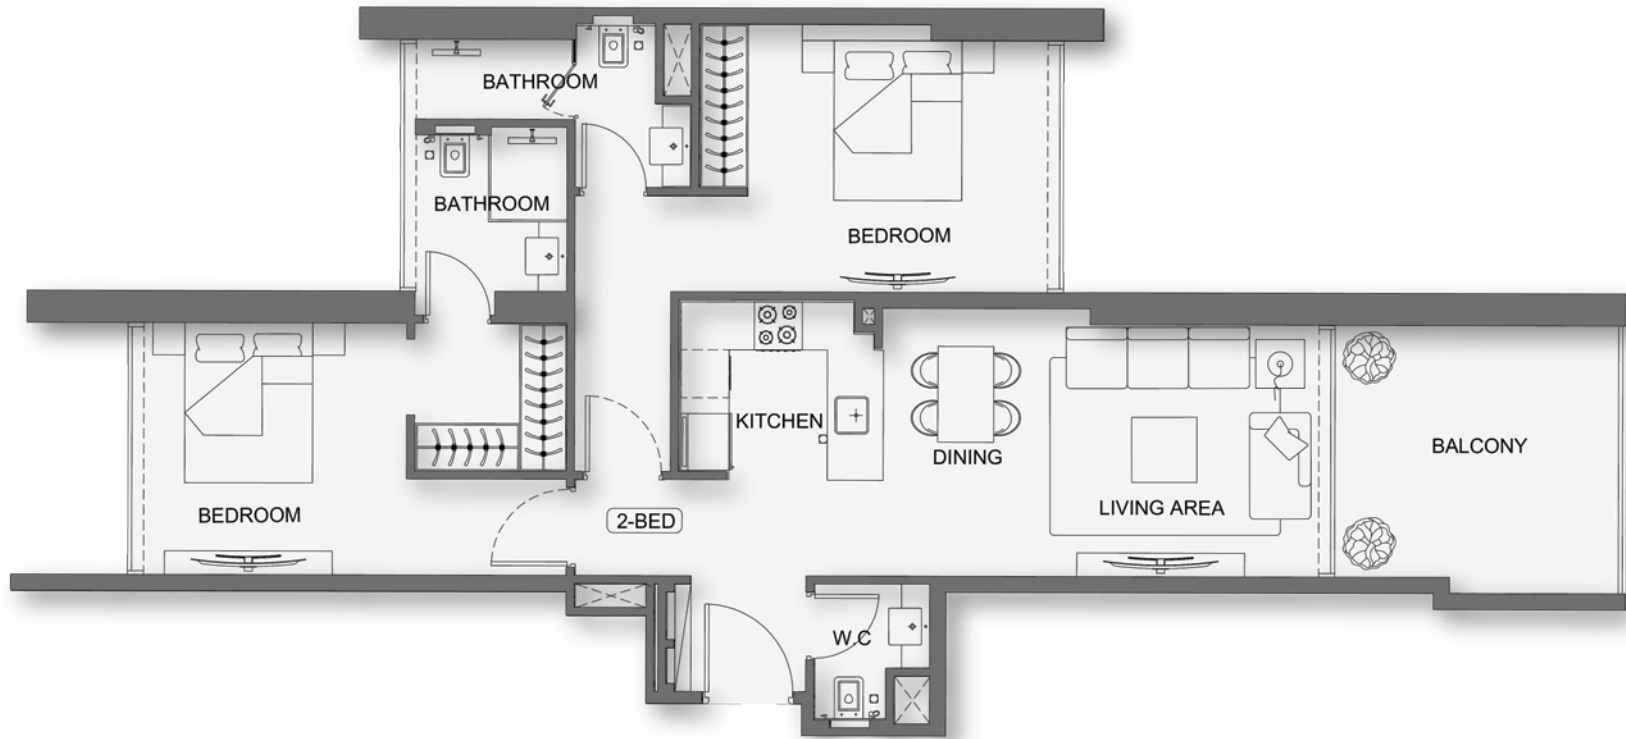 BATHROOM
BATHROOM
BEDROOM
KITCHEN
DINING
BALCONY
LIVING AREA
BEDROOM
2-BED
W.C